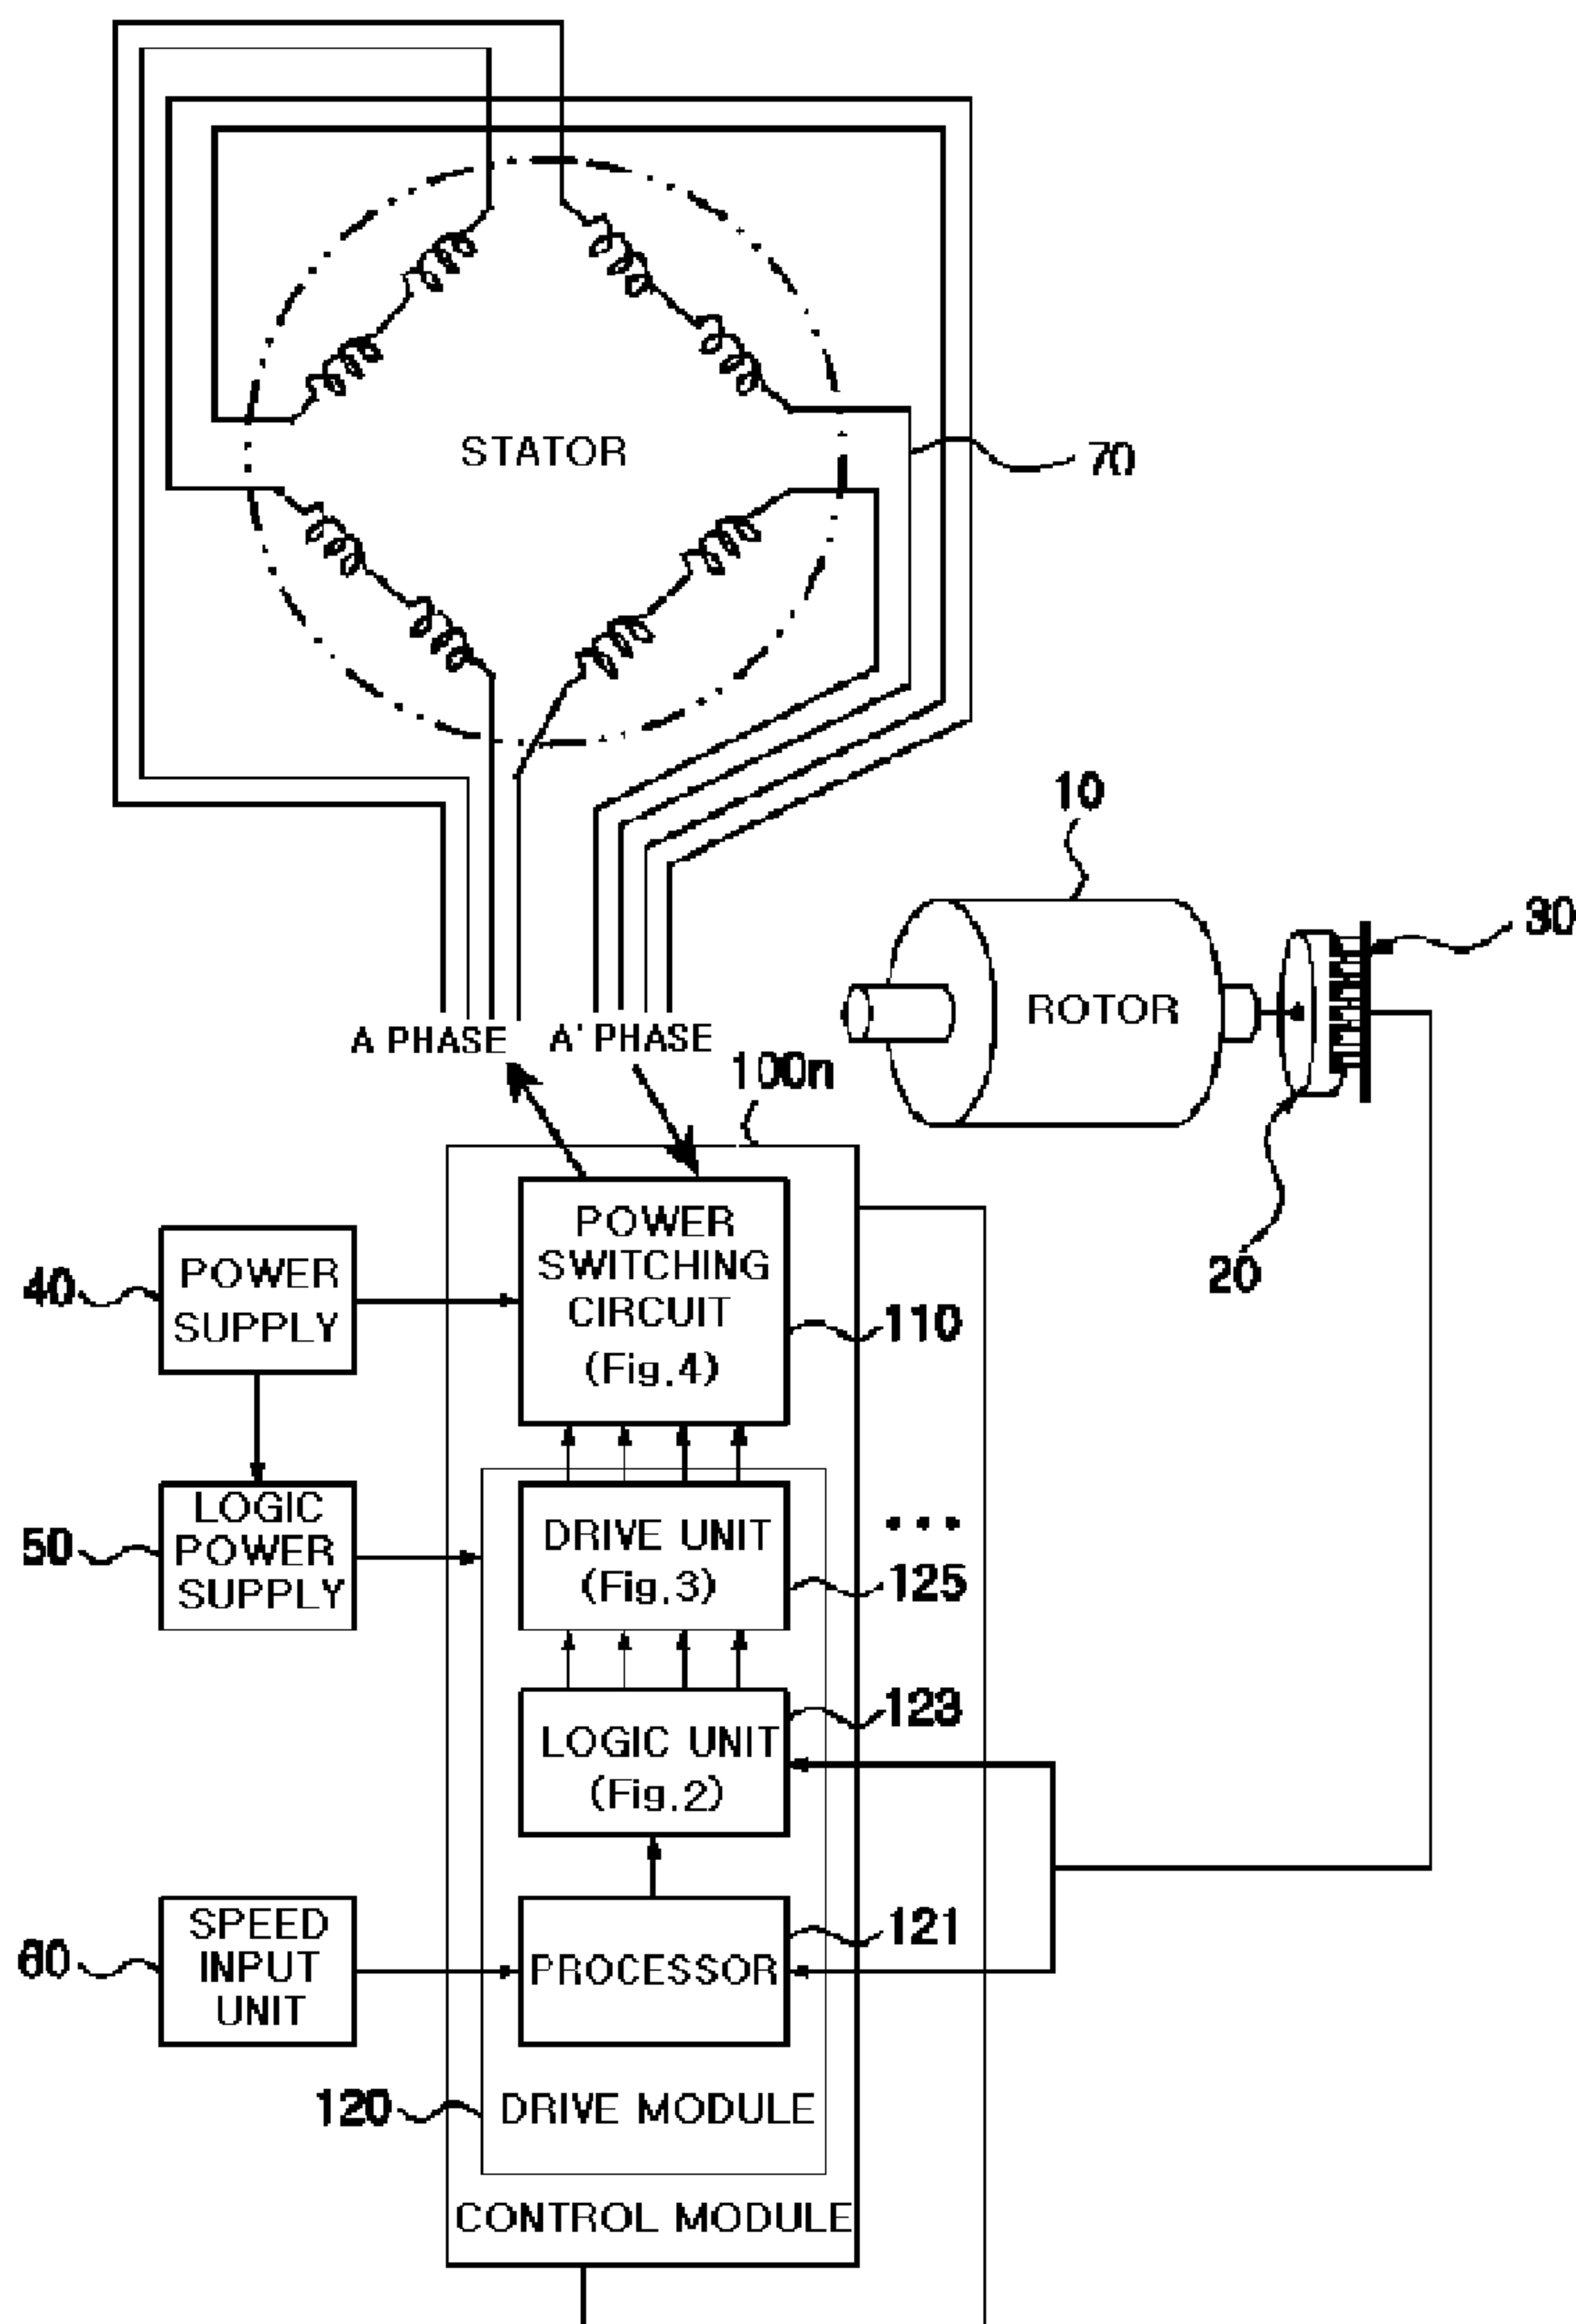 STATOR
70
10
30
ROTOR
A PHASE
A' PHASE
100n
20
POWER
SWITCHING
CIRCUIT
(Fig.4)
110
40
POWER
SUPPLY
50
LOGIC
POWER
SUPPLY
DRIVE UNIT
(Fig.3)
125
123
LOGIC UNIT
(Fig.2)
60
SPEED
INPUT
UNIT
PROCESSOR
121
120
DRIVE MODULE
CONTROL MODULE